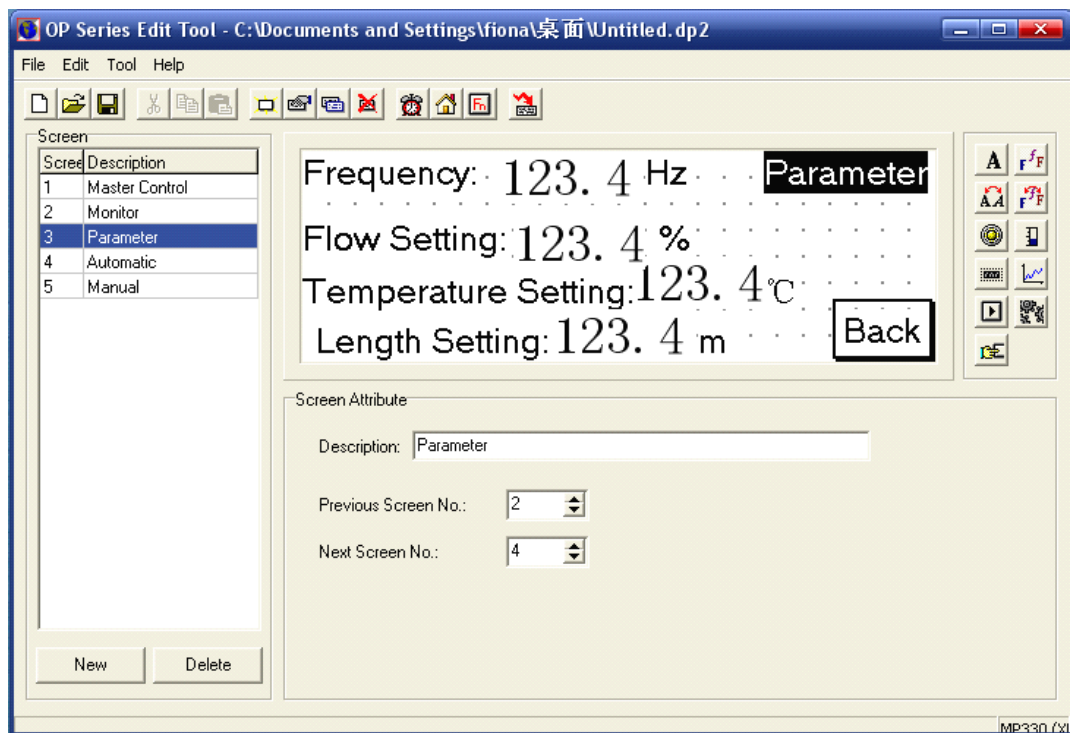 OP Series Edit Tool - C:\Documents and Settings\fiona\桌面\Untitled.dp2
File Edit Tool Help
Screen
Scree Description
1 Master Control
2 Monitor
3 Parameter
4 Automatic
5 Manual
New Delete
Frequency: 123. 4 Hz Parameter
Flow Setting: 123. 4 %
Temperature Setting: 123. 4 ℃
Length Setting: 123. 4 m Back
Fn
A F f F
A A F f F
Screen Attribute
Description: Parameter
Previous Screen No.: 2
Next Screen No.: 4